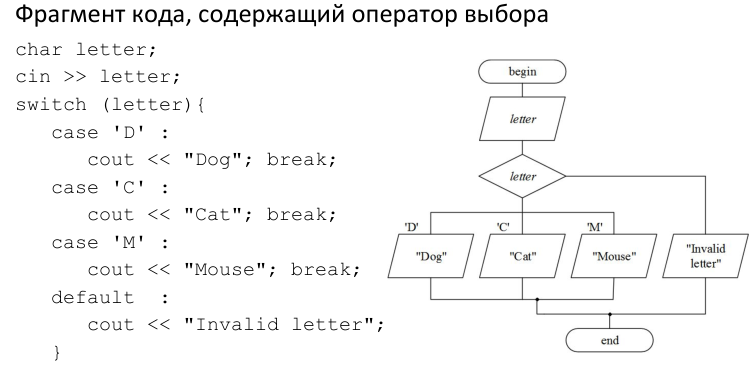 Фрагмент кода, содержащий оператор выбора
char letter;
cin >> letter;
switch (letter){
case 'D' :
cout << "Dog"; break;
case 'C' :
cout << "Cat"; break;
case 'M' :
cout << "Mouse"; break;
default  :
cout << "Invalid letter";
}
begin
letter
letter
'D'
'C'
'M'
"Dog"
"Cat"
"Mouse"
"Invalid
letter"
end